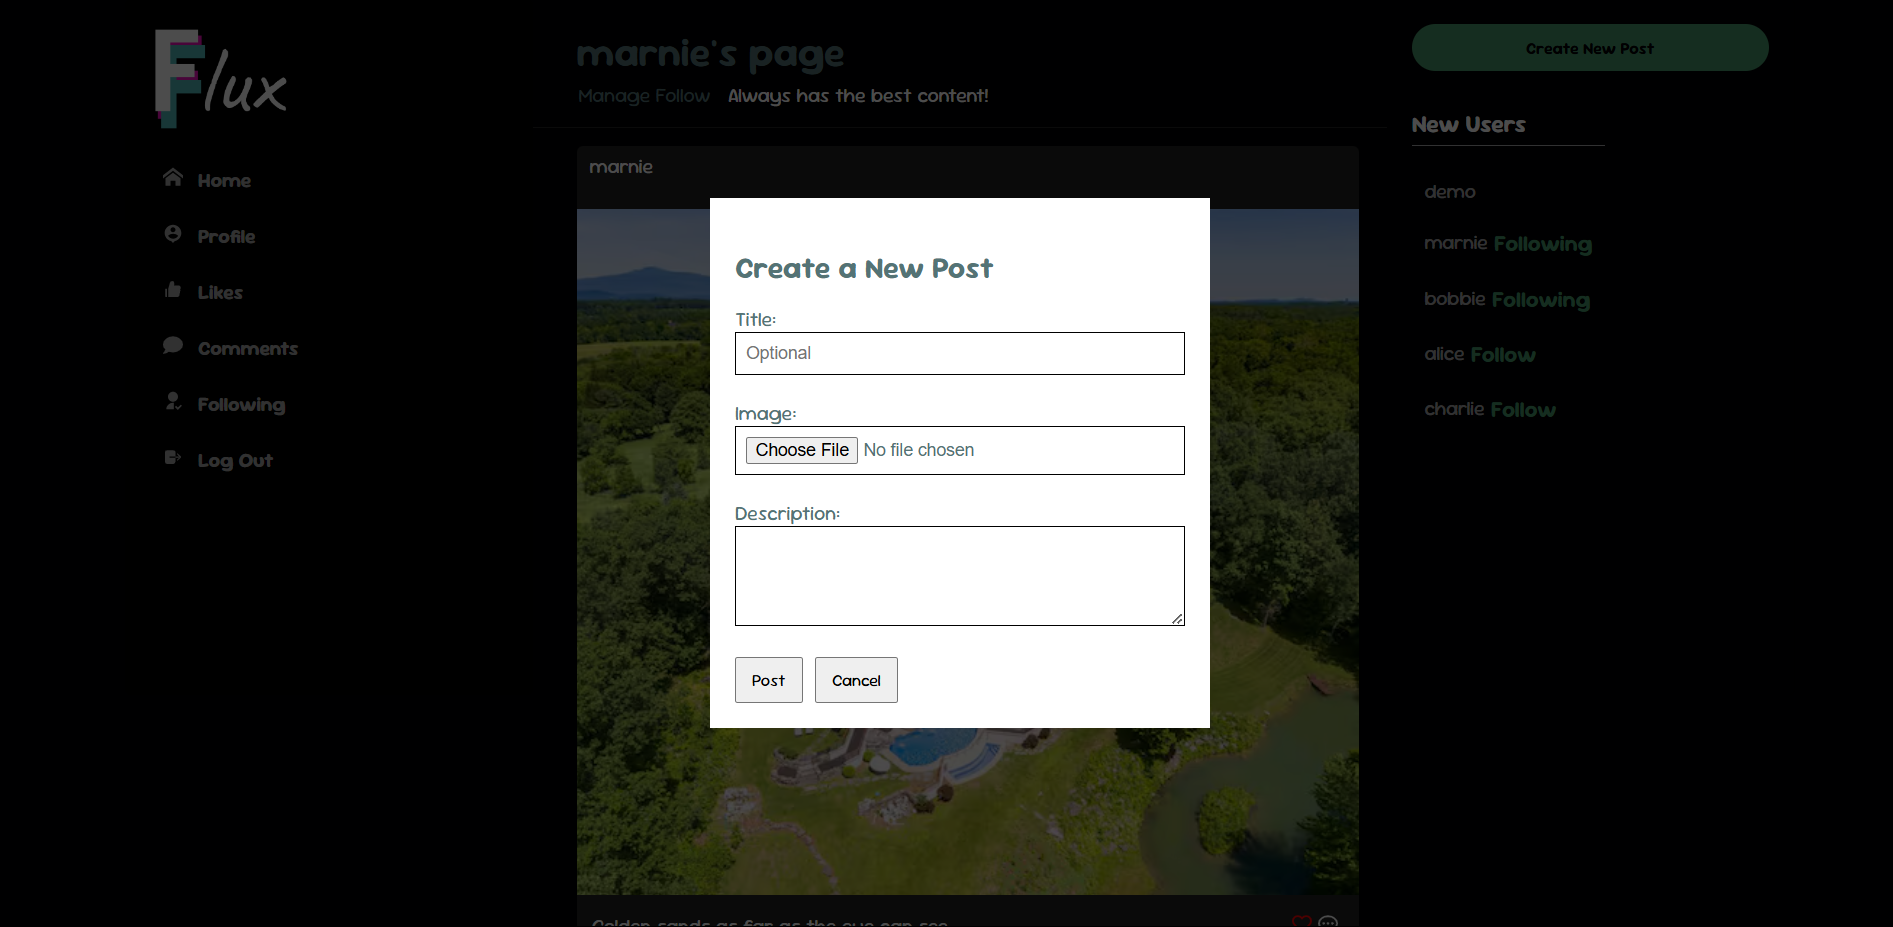 Flux
Home
Profile
Likes
Comments
Following
Log Out
marnie's page
Manage Follow Always has the best content!
marnie
Create a New Post
Title:
Optional
Image:
Choose File No file chosen
Description:
Post Cancel
Golden sands as far as the eye can see
Create New Post
New Users
demo
marnie Following
bobbie Following
alice Follow
charlie Follow